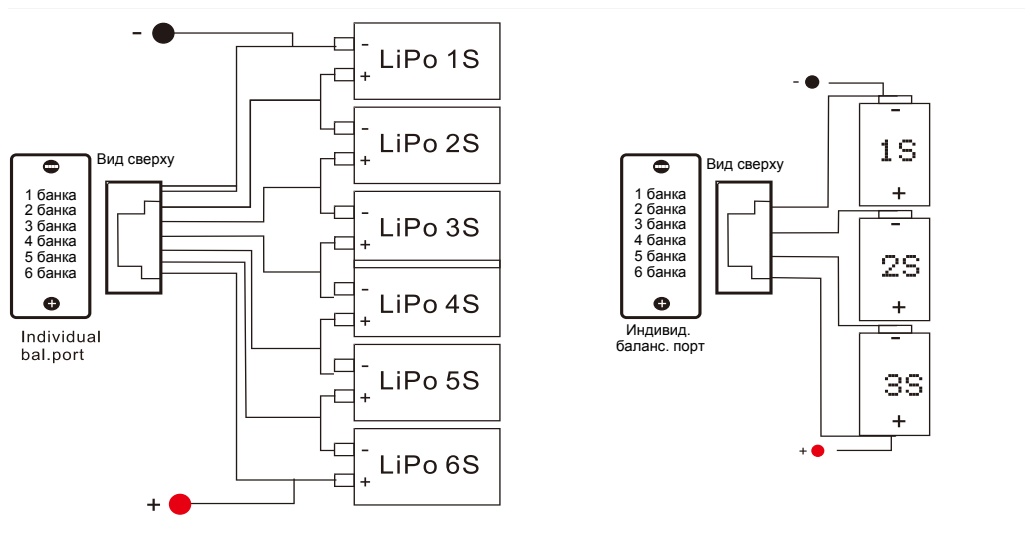 -
-
+
LiPo 1S
-
+
LiPo 2S
-
+
LiPo 3S
-
+
LiPo 4S
-
+
LiPo 5S
-
+
LiPo 6S
+
Вид сверху
1 банка
2 банка
3 банка
4 банка
5 банка
6 банка
+
Individual
bal.port
-
-
1S
+
-
2S
+
-
3S
+
+
Вид сверху
1 банка
2 банка
3 банка
4 банка
5 банка
6 банка
+
Индивид.
баланс. порт